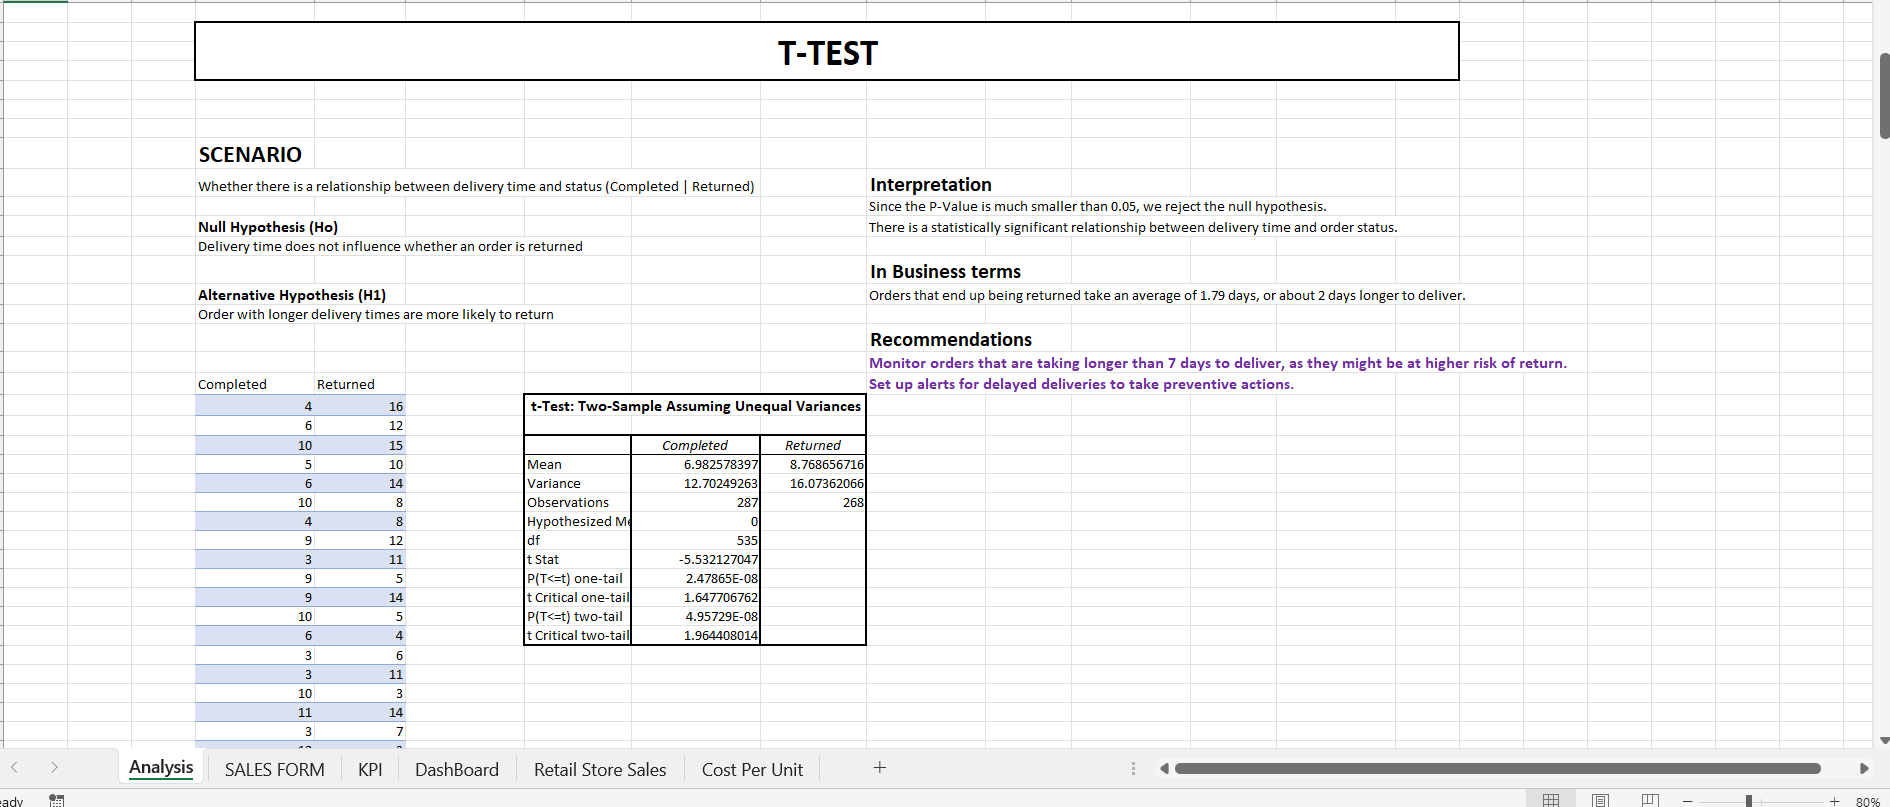 T-TEST
SCENARIO
Whether there is a relationship between delivery time and status (Completed | Returned)
Null Hypothesis (Ho)
Delivery time does not influence whether an order is returned
Alternative Hypothesis (H1)
Order with longer delivery times are more likely to return
Interpretation
Since the P-Value is much smaller than 0.05, we reject the null hypothesis.
There is a statistically significant relationship between delivery time and order status.
In Business terms
Orders that end up being returned take an average of 1.79 days, or about 2 days longer to deliver.
Recommendations
Monitor orders that are taking longer than 7 days to deliver, as they might be at higher risk of return.
Set up alerts for delayed deliveries to take preventive actions.
Completed Returned
4 16
6 12
10 15
5 10
6 14
10 8
4 8
9 12
3 11
9 5
9 14
10 5
6 4
3 6
3 11
10 3
11 14
3 7
t-Test: Two-Sample Assuming Unequal Variances
Completed Returned
Mean 6.982578397 8.768656716
Variance 12.70249263 16.07362066
Observations 287 268
Hypothesized Me 0
df 535
t Stat -5.532127047
P(T<=t) one-tail 2.47865E-08
t Critical one-tail 1.647706762
P(T<=t) two-tail 4.95729E-08
t Critical two-tail 1.964408014
Analysis SALES FORM KPI DashBoard Retail Store Sales Cost Per Unit +
eady 80%